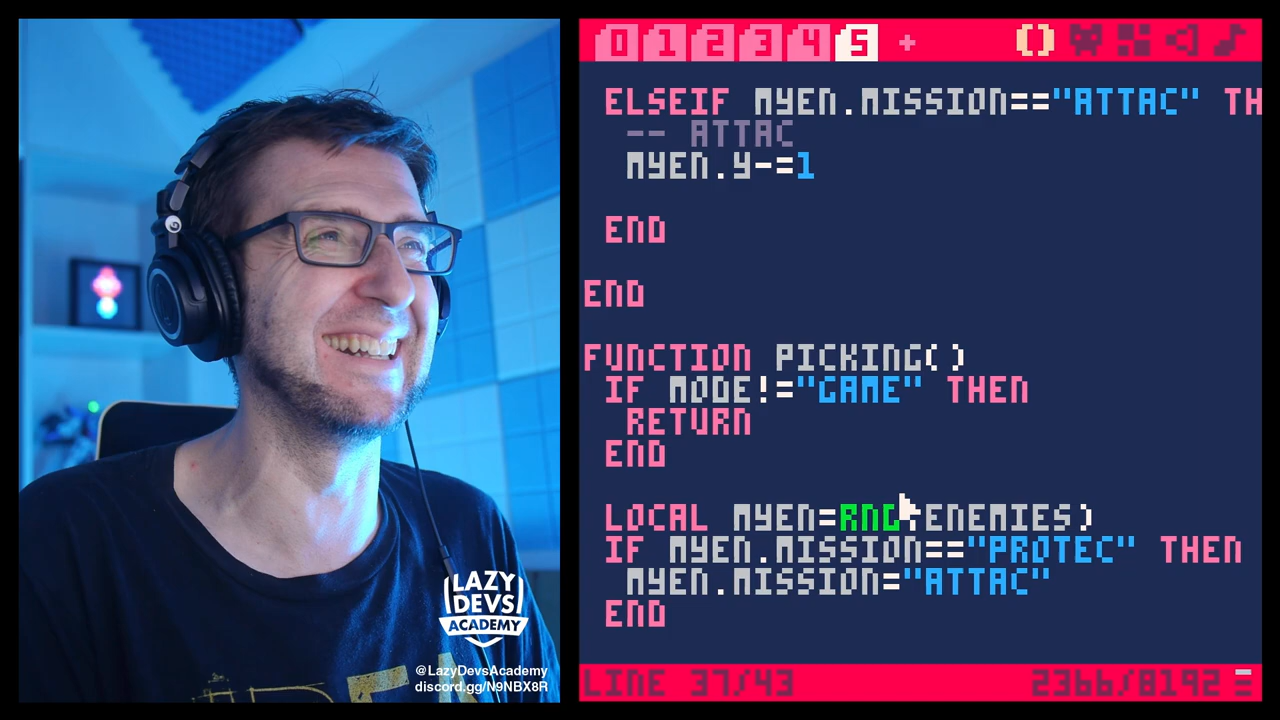 0 1 2 3 4 5 + ()
ELSEIF MYEN.MISSION=="ATTAC" TH
-- ATTAC
MYEN.Y-=1
END
END
FUNCTION PICKING()
IF MODE!="GAME" THEN
RETURN
END
LOCAL MYEN=RND(ENEMIES)
IF MYEN.MISSION=="PROTEC" THEN
MYEN.MISSION="ATTAC"
END
LINE 37/43 2366/8192
LAZY
DEVS
ACADEMY
@LazyDevsAcademy
discord.gg/N9NBX8R